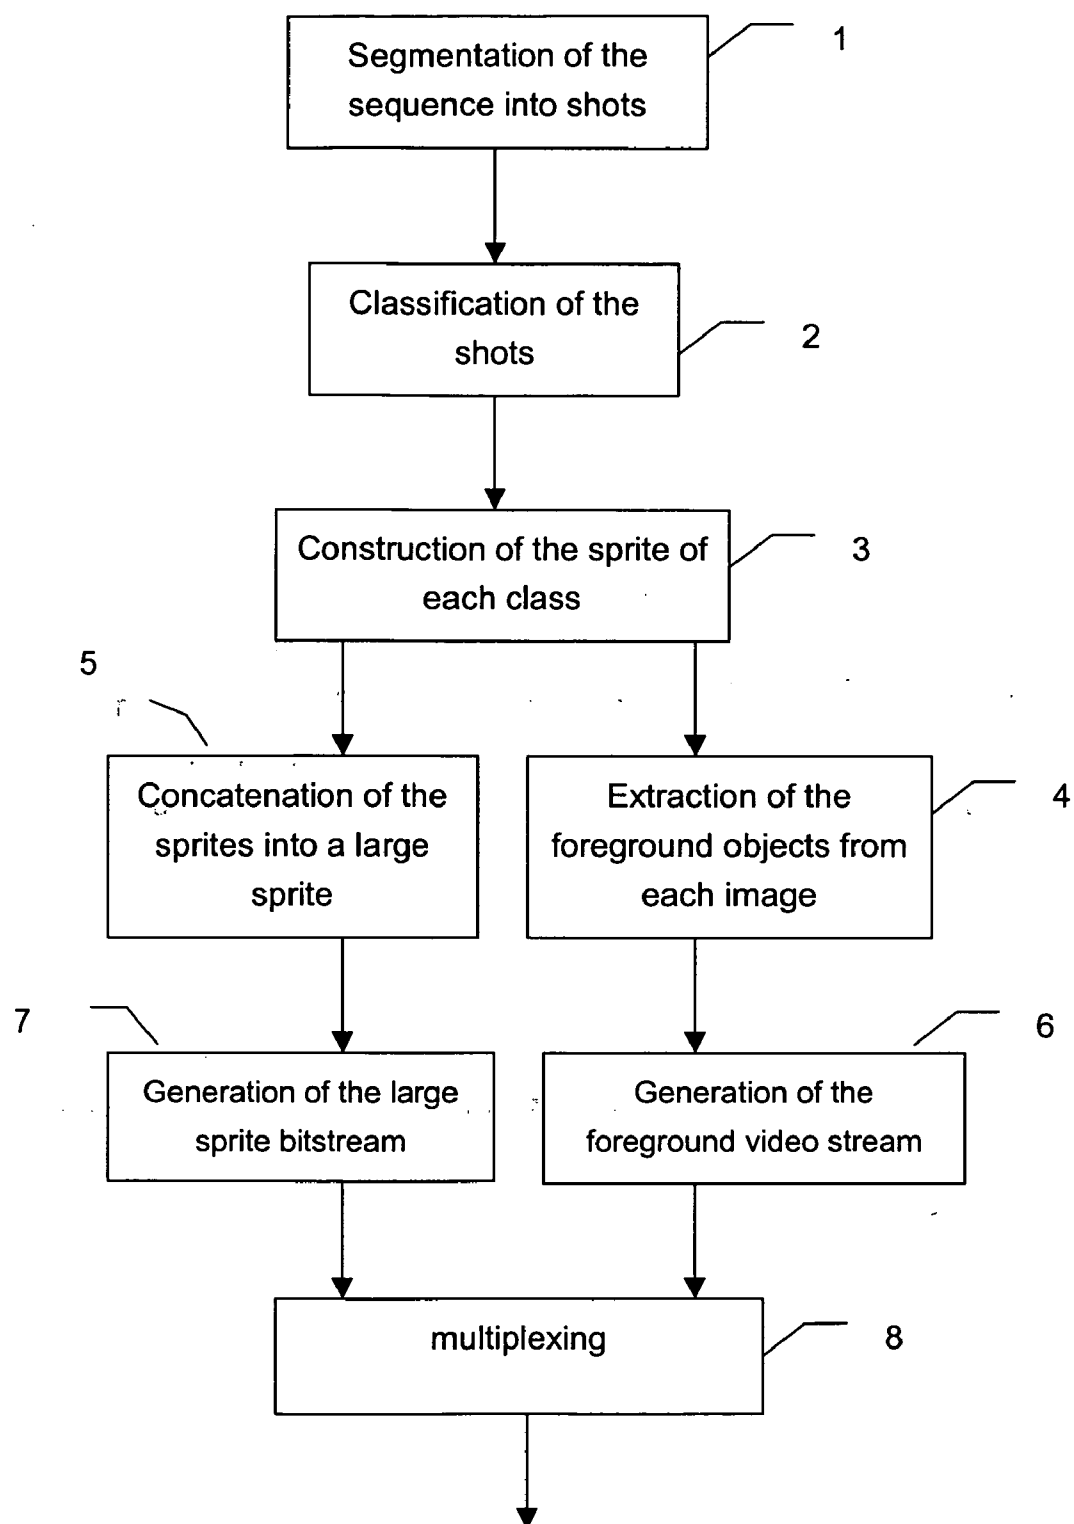 1
Segmentation of the
sequence into shots
Classification of the
shots
2
Construction of the sprite of
each class
3
5
Concatenation of the
sprites into a large
sprite
Extraction of the
foreground objects from
each image
4
7
Generation of the large
sprite bitstream
6
Generation of the
foreground video stream
multiplexing
8